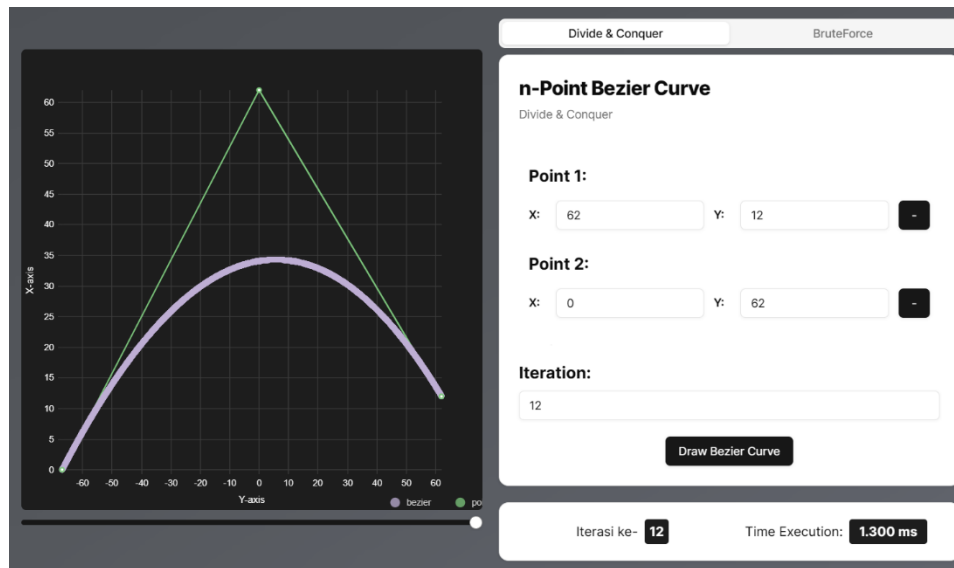 Divide & Conquer
BruteForce
n-Point Bezier Curve
Divide & Conquer
Point 1:
X: 62 Y: 12 -
Point 2:
X: 0 Y: 62 -
Iteration:
12
Draw Bezier Curve
Iterasi ke- 12 Time Execution: 1.300 ms
60
55
50
45
40
35
30
25
20
15
10
5
0
X-axis
-60 -50 -40 -30 -20 -10 0 10 20 30 40 50 60
Y-axis
bezier po